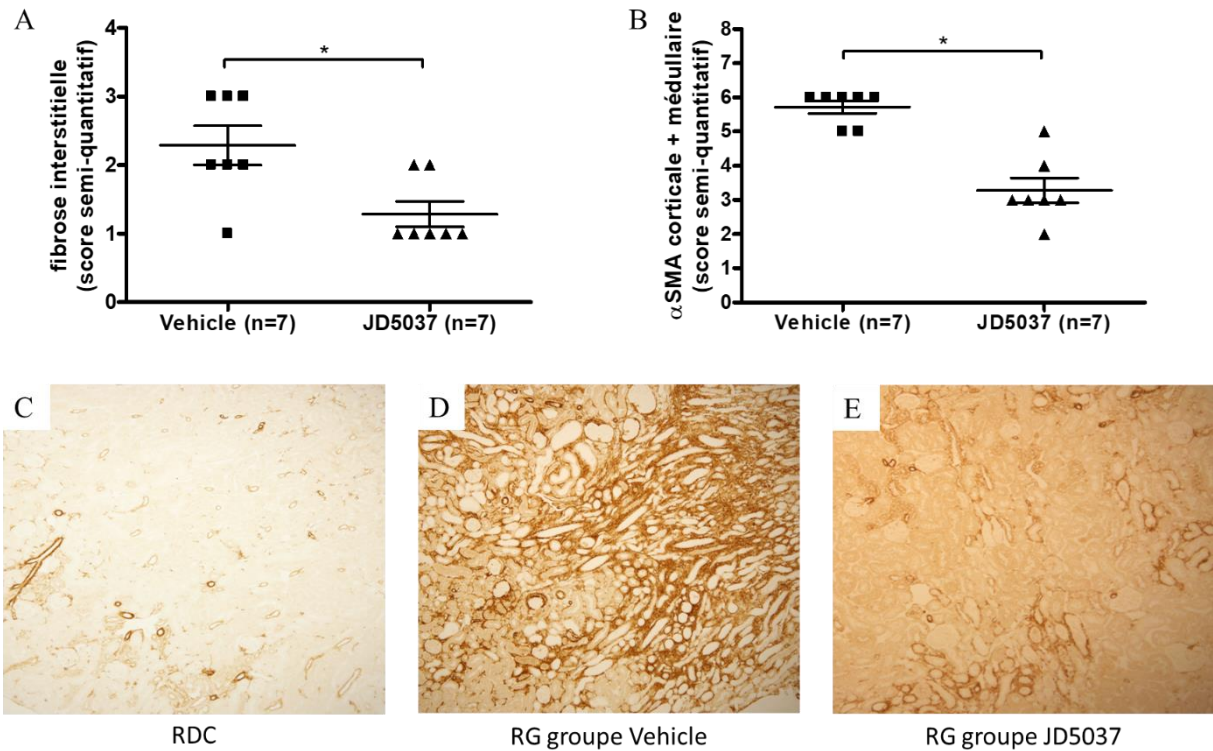 A
4
3
2
1
0
fibrose interstitielle
(score semi-quantitatif)
*
Vehicle (n=7)
JD5037 (n=7)
B
8
7
6
5
4
3
2
1
0
αSMA corticale + médullaire
(score semi-quantitatif)
*
Vehicle (n=7)
JD5037 (n=7)
C
D
E
RDC
RG groupe Vehicle
RG groupe JD5037